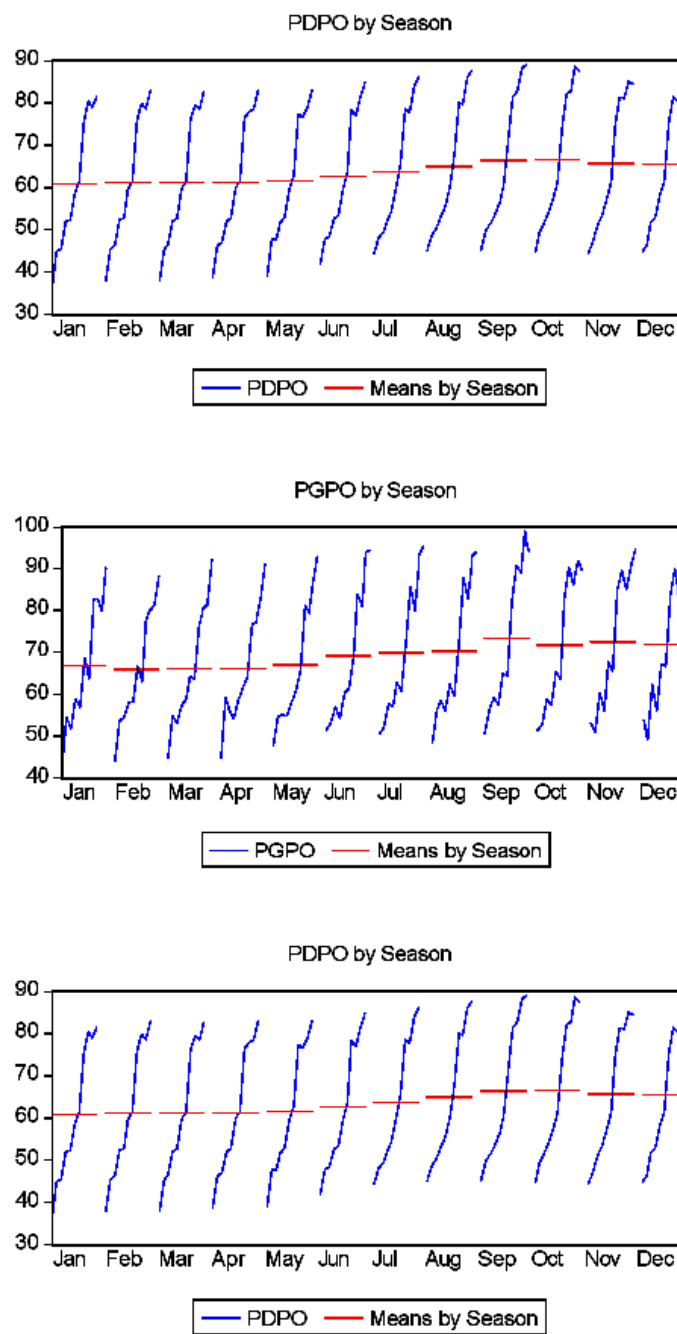 PDPO by Season
90
80
70
60
50
40
30
Jan Feb Mar Apr May Jun Jul Aug Sep Oct Nov Dec
PDPO Means by Season
PGPO by Season
100
90
80
70
60
50
40
Jan Feb Mar Apr May Jun Jul Aug Sep Oct Nov Dec
PGPO Means by Season
PDPO by Season
90
80
70
60
50
40
30
Jan Feb Mar Apr May Jun Jul Aug Sep Oct Nov Dec
PDPO Means by Season